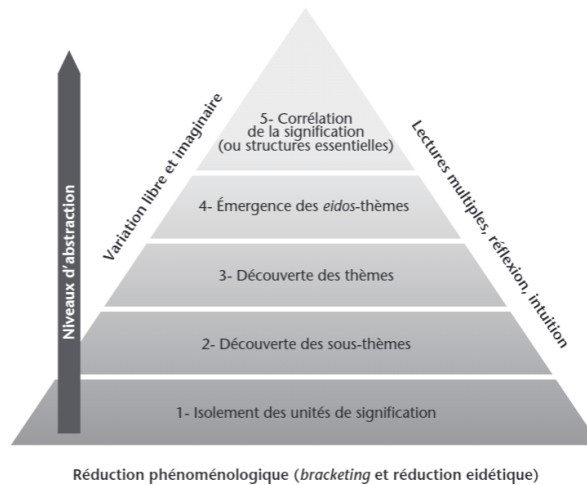 5- Corrélation
de la signification
(ou structures essentielles)
4- Émergence des eidos-thèmes
3- Découverte des thèmes
2- Découverte des sous-thèmes
1- Isolement des unités de signification
Niveaux d'abstraction
Variation libre et imaginaire
Lectures multiples, réflexion, intuition
Réduction phénoménologique (bracketing et réduction eidétique)